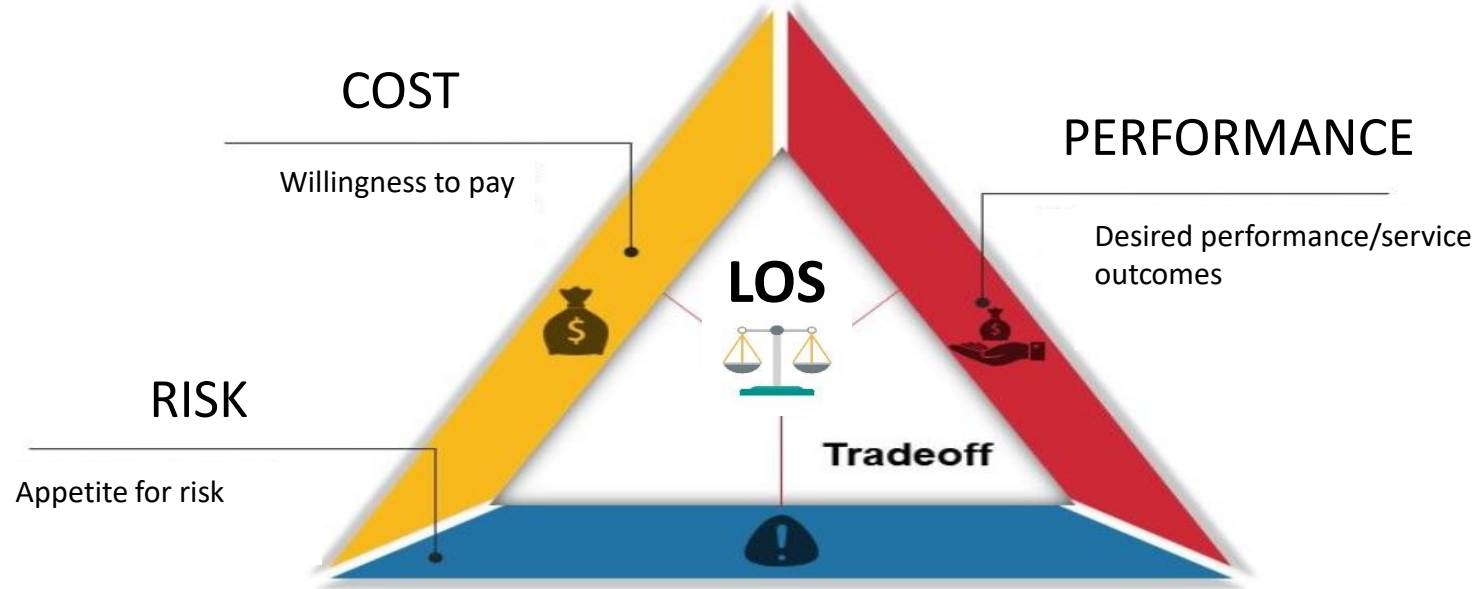 COST
Willingness to pay
PERFORMANCE
Desired performance/service
outcomes
LOS
$
$
RISK
Appetite for risk
Tradeoff
!